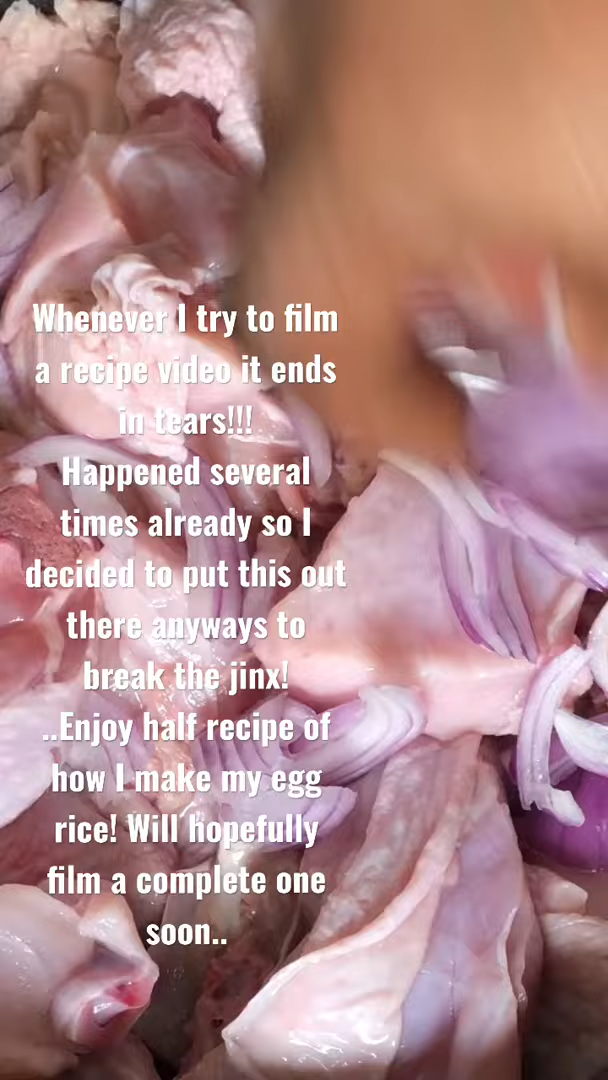 Whenever I try to film
a recipe video it ends
in tears!!!
Happened several
times already so I
decided to put this out
there anyways to
break the jinx!
..Enjoy half recipe of
how I make my egg
rice! Will hopefully
film a complete one
soon..